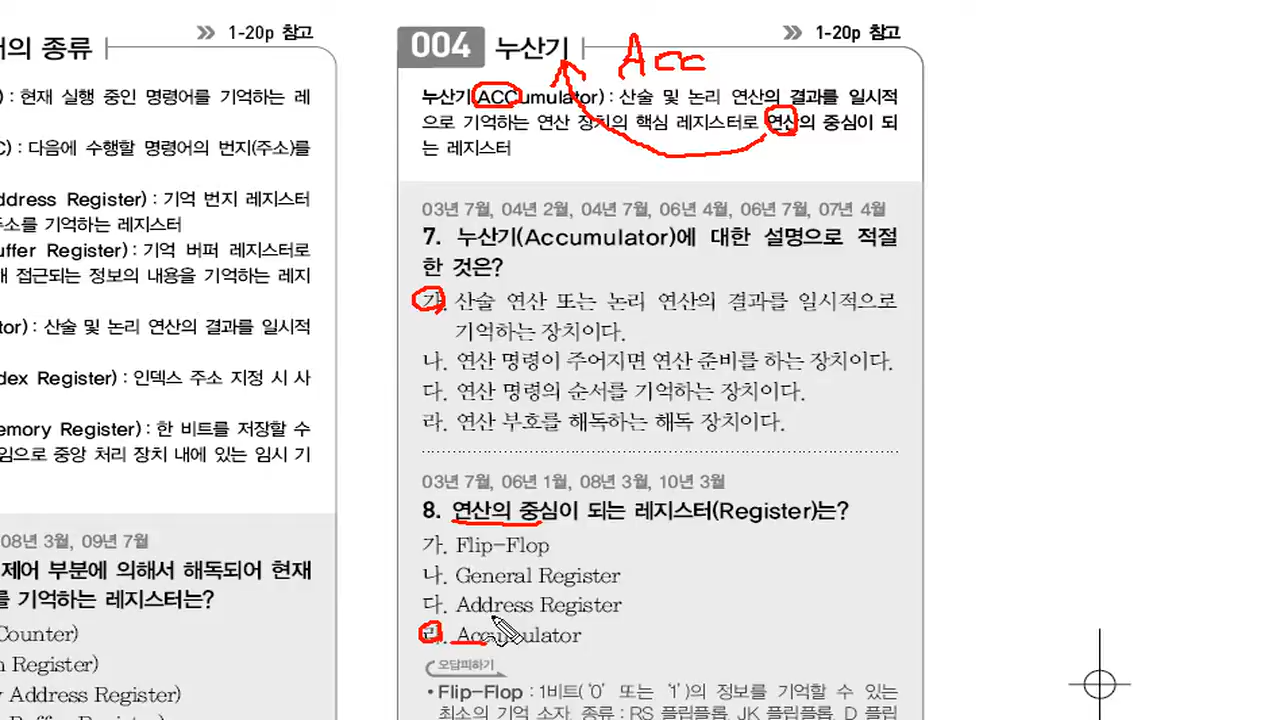 어의 종류
1-20p 참고
) : 현재 실행 중인 명령어를 기억하는 레
C) : 다음에 수행할 명령어의 번지(주소)를
ddress Register) : 기억 번지 레지스터
주소를 기억하는 레지스터
uffer Register) : 기억 버퍼 레지스터로
해 접근되는 정보의 내용을 기억하는 레지
tor) : 산술 및 논리 연산의 결과를 일시적
dex Register) : 인덱스 주소 지정 시 사
emory Register) : 한 비트를 저장할 수
임으로 중앙 처리 장치 내에 있는 임시 기
08년 3월, 09년 7월
제어 부분에 의해서 해독되어 현재
를 기억하는 레지스터는?
Counter)
n Register)
y Address Register)
004 누산기
Acc
1-20p 참고
누산기(ACCumulator) : 산술 및 논리 연산의 결과를 일시적
으로 기억하는 연산 장치의 핵심 레지스터로 연산의 중심이 되
는 레지스터
03년 7월, 04년 2월, 04년 7월, 06년 4월, 06년 7월, 07년 4월
7. 누산기(Accumulator)에 대한 설명으로 적절
한 것은?
가. 산술 연산 또는 논리 연산의 결과를 일시적으로
기억하는 장치이다.
나. 연산 명령이 주어지면 연산 준비를 하는 장치이다.
다. 연산 명령의 순서를 기억하는 장치이다.
라. 연산 부호를 해독하는 해독 장치이다.
03년 7월, 06년 1월, 08년 3월, 10년 3월
8. 연산의 중심이 되는 레지스터(Register)는?
가. Flip-Flop
나. General Register
다. Address Register
라. Accumulator
오답피하기
• Flip-Flop : 1비트(‘0’ 또는 ‘1’)의 정보를 기억할 수 있는
최소의 기억 소자. 종류 : RS 플립플롭, JK 플립플롭, D 플립